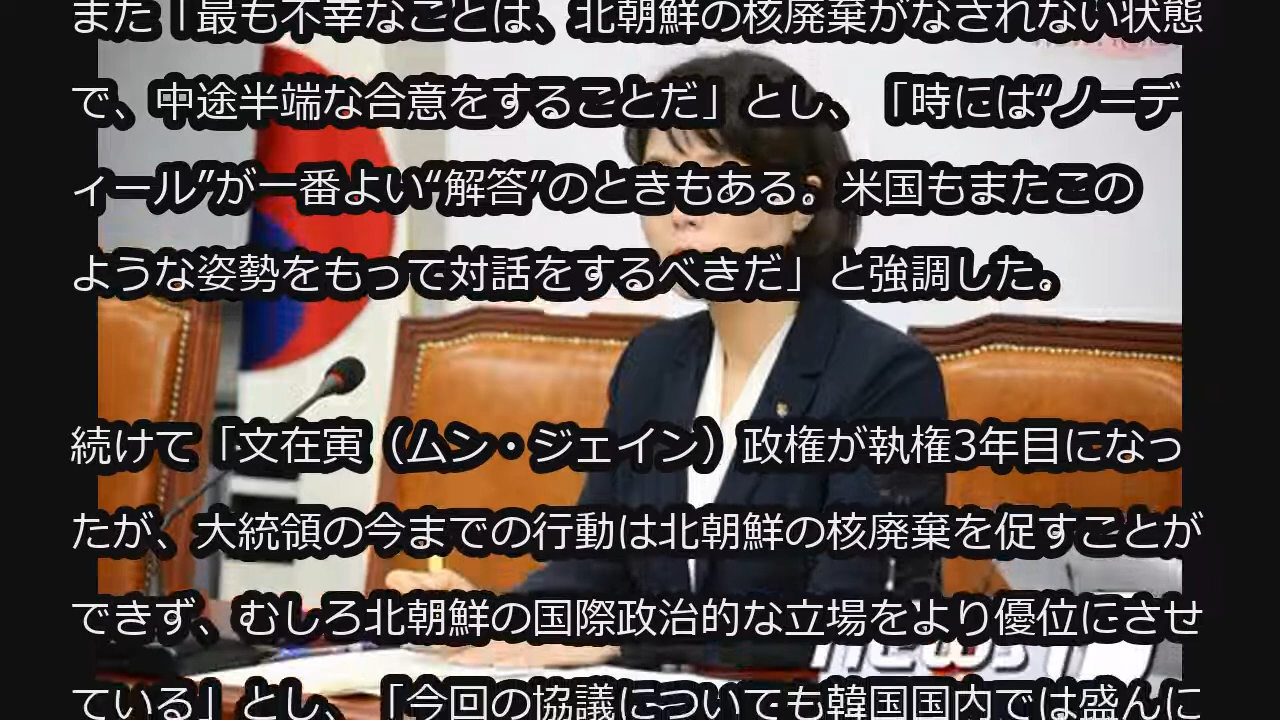 また「最も不幸なことは、北朝鮮の核廃棄がなされない状態
で、中途半端な合意をすることだ」とし、「時には“ノーデ
ィール”が一番よい“解答”のときもある。米国もまたこの
ような姿勢をもって対話をするべきだ」と強調した。
続けて「文在寅（ムン・ジェイン）政権が執権3年目になっ
たが、大統領の今までの行動は北朝鮮の核廃棄を促すことが
できず、むしろ北朝鮮の国際政治的な立場をより優位にさせ
ている」とし、「今回の協議についても韓国国内では盛んに
news1